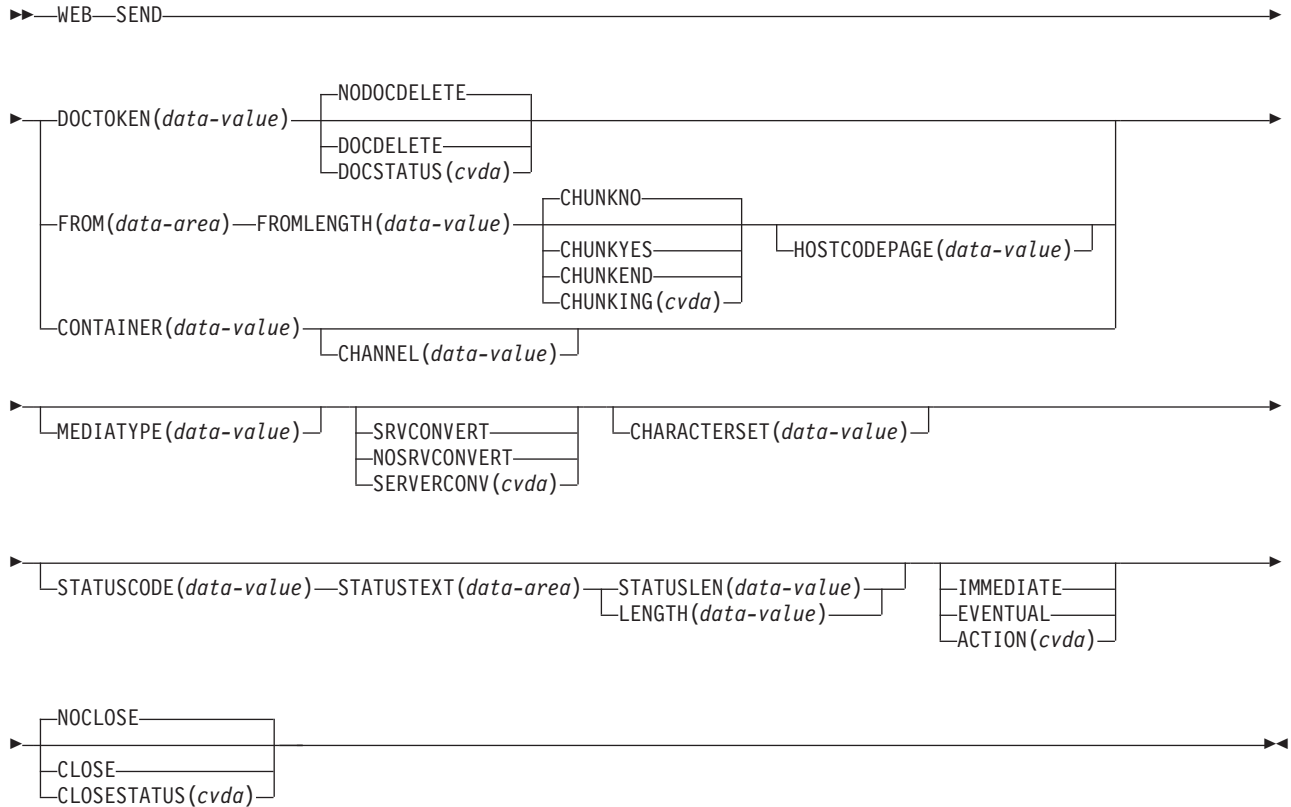 WEB SEND
NODOCDELETE
DOCTOKEN(data-value)
DOCDELETE
DOCSTATUS(cvda)
CHUNKNO
FROM(data-area) FROMLENGTH(data-value)
CHUNKYES
HOSTCODEPAGE(data-value)
CHUNKEND
CHUNKING(cvda)
CONTAINER(data-value)
CHANNEL(data-value)
MEDIATYPE(data-value) SRVCONVERT CHARACTERSET(data-value)
NOSRVCONVERT
SERVERCONV(cvda)
STATUSCODE(data-value) STATUSTEXT(data-area) STATUSLEN(data-value) IMMEDIATE
LENGTH(data-value) EVENTUAL
ACTION(cvda)
NOCLOSE
CLOSE
CLOSESTATUS(cvda)